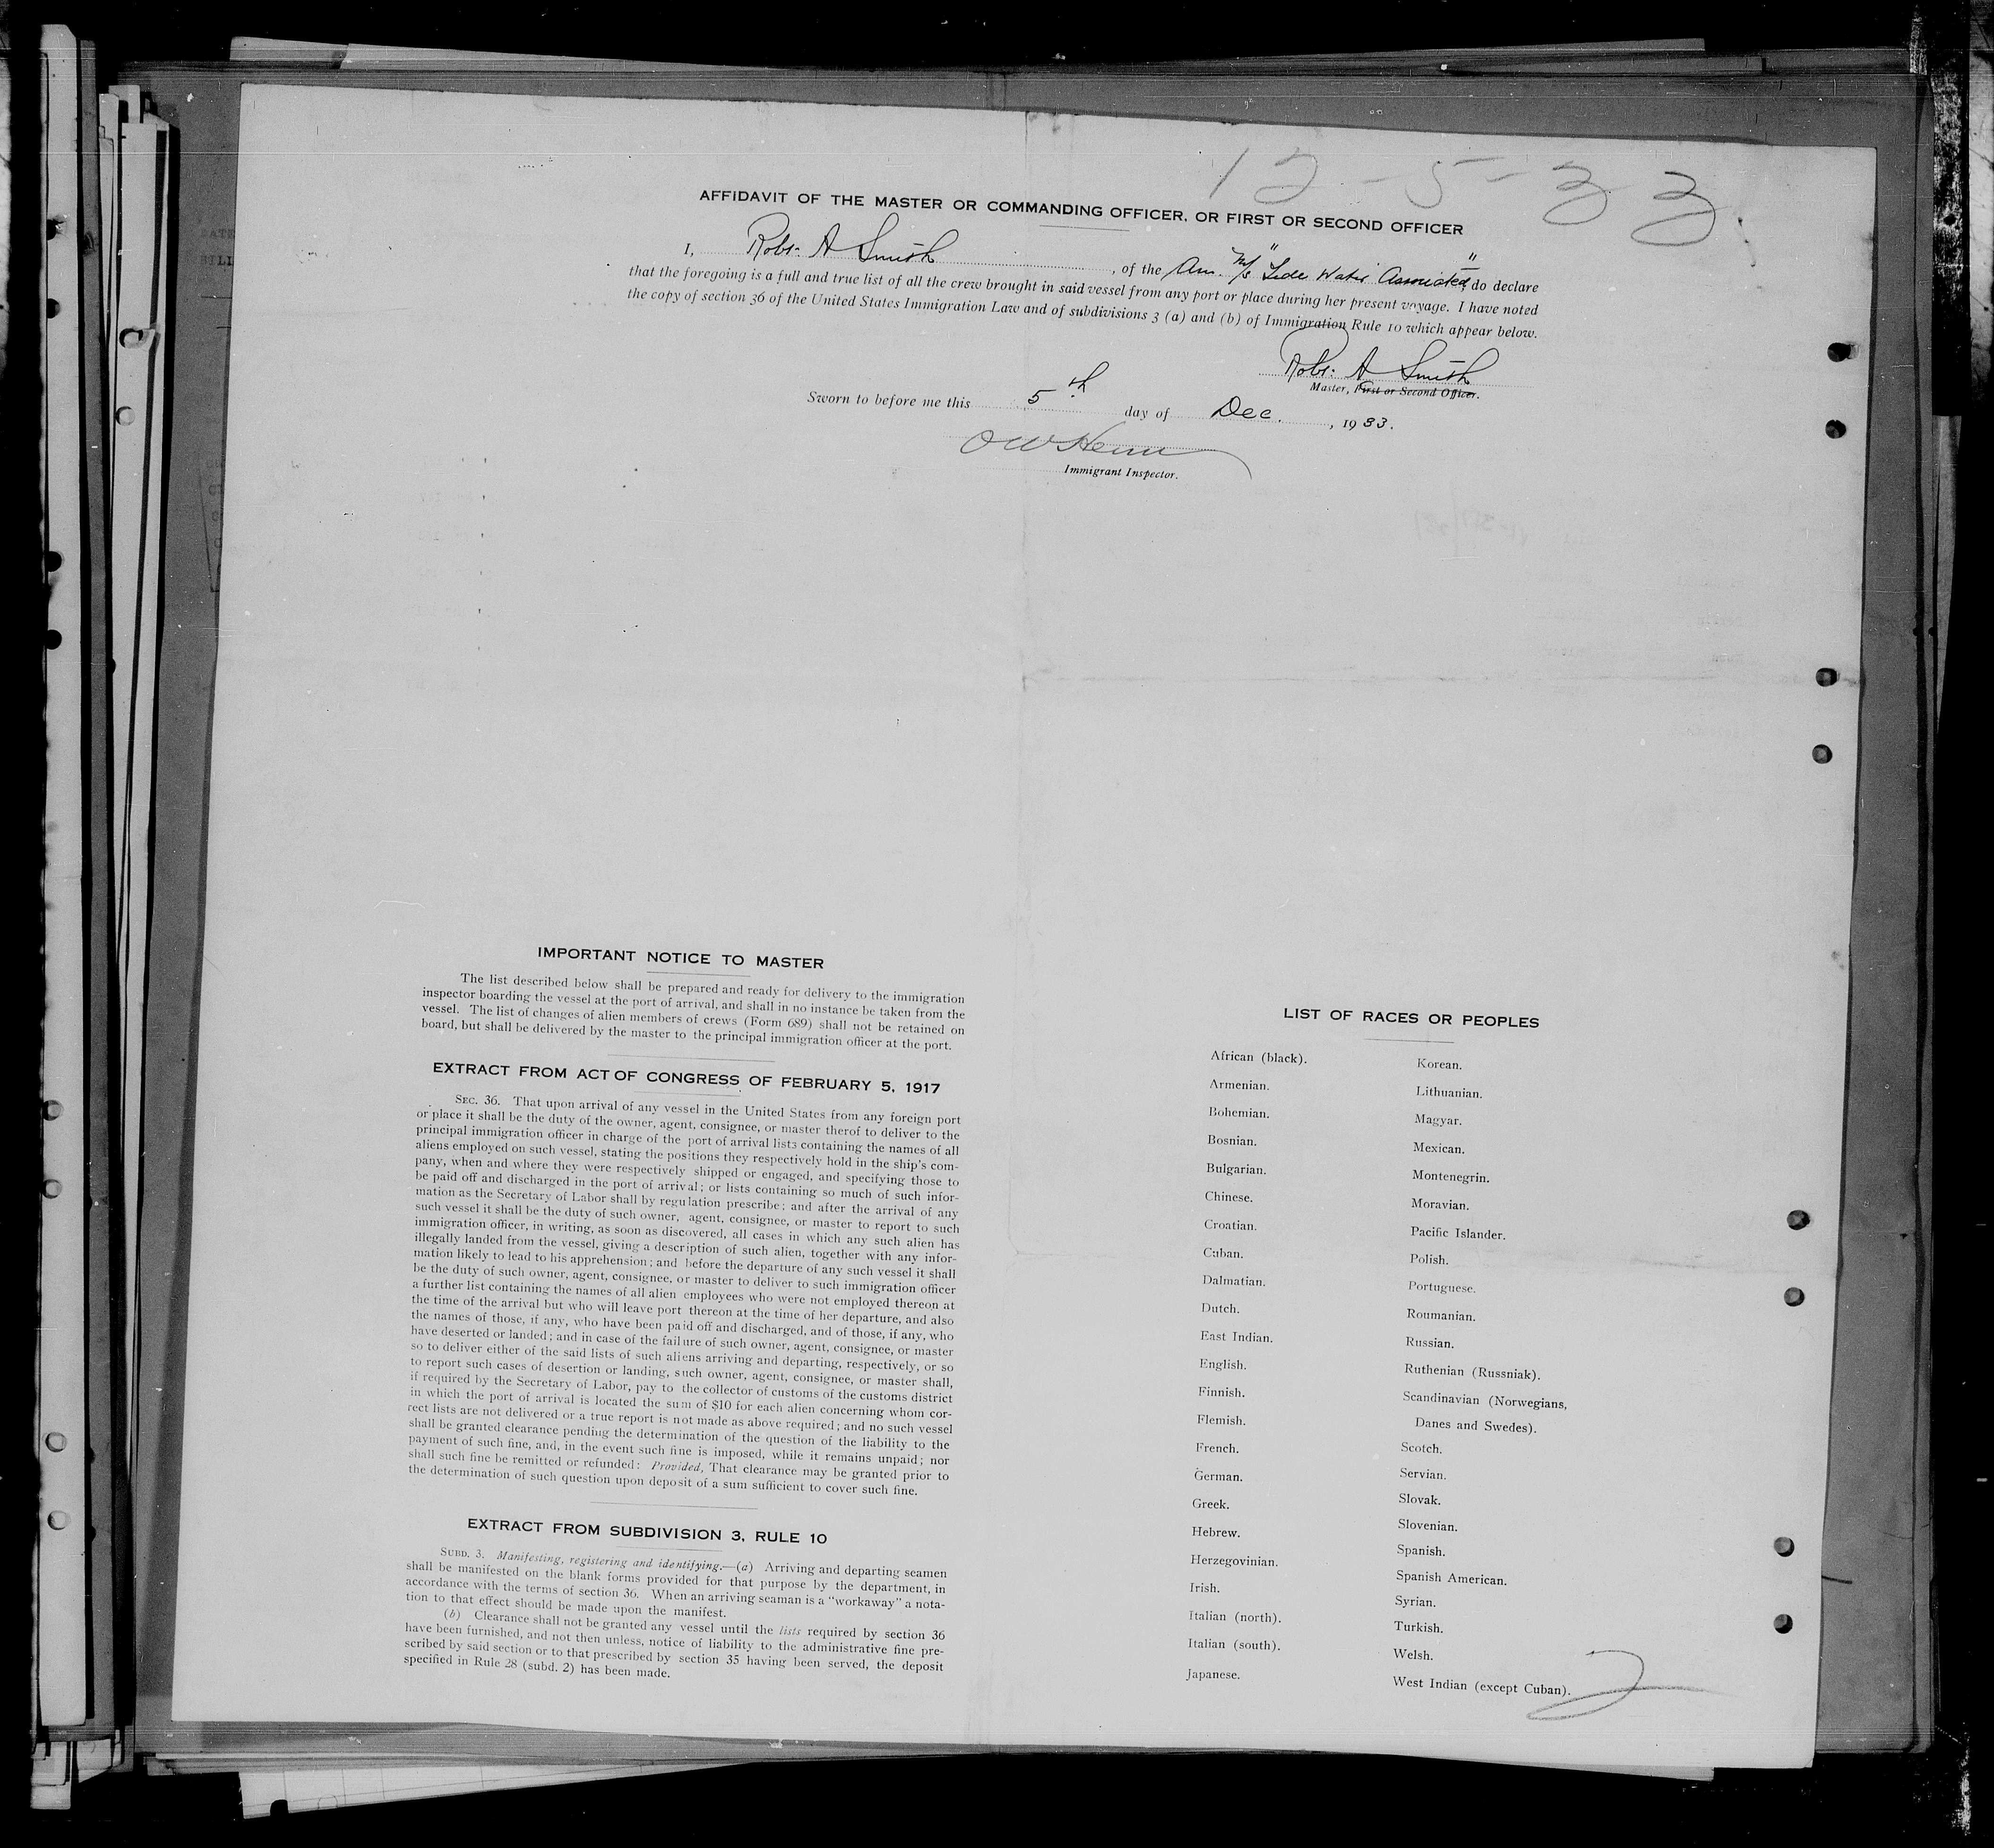 12-5-33
AFFIDAVIT OF THE MASTER OR COMMANDING OFFICER, OR FIRST OR SECOND OFFICER
I, Robt. A Smith, of the Am. M/S "Tide Water Associated", do declare
that the foregoing is a full and true list of all the crew brought in said vessel from any port or place during her present voyage. I have noted
the copy of section 36 of the United States Immigration Law and of subdivisions 3 (a) and (b) of Immigration Rule 10 which appear below.
Robt. A Smith
Master, First or Second Officer.
Sworn to before me this 5th day of Dec., 1933.
Immigrant Inspector.
IMPORTANT NOTICE TO MASTER
The list described below shall be prepared and ready for delivery to the immigration
inspector boarding the vessel at the port of arrival, and shall in no instance be taken from the
vessel. The list of changes of alien members of crews (Form 689) shall not be retained on
board, but shall be delivered by the master to the principal immigration officer at the port.
EXTRACT FROM ACT OF CONGRESS OF FEBRUARY 5, 1917
SEC. 36. That upon arrival of any vessel in the United States from any foreign port
or place it shall be the duty of the owner, agent, consignee, or master therof to deliver to the
principal immigration officer in charge of the port of arrival lists containing the names of all
aliens employed on such vessel, stating the positions they respectively hold in the ship's com-
pany, when and where they were respectively shipped or engaged, and specifying those to
be paid off and discharged in the port of arrival; or lists containing so much of such infor-
mation as the Secretary of Labor shall by regulation prescribe; and after the arrival of any
such vessel it shall be the duty of such owner, agent, consignee, or master to report to such
immigration officer, in writing, as soon as discovered, all cases in which any such alien has
illegally landed from the vessel, giving a description of such alien, together with any infor-
mation likely to lead to his apprehension; and before the departure of any such vessel it shall
be the duty of such owner, agent, consignee, or master to deliver to such immigration officer
a further list containing the names of all alien employees who were not employed thereon at
the time of the arrival but who will leave port thereon at the time of her departure, and also
the names of those, if any, who have been paid off and discharged, and of those, if any, who
have deserted or landed; and in case of the failure of such owner, agent, consignee, or master
so to deliver either of the said lists of such aliens arriving and departing, respectively, or so
to report such cases of desertion or landing, such owner, agent, consignee, or master shall,
if required by the Secretary of Labor, pay to the collector of customs of the customs district
in which the port of arrival is located the sum of $10 for each alien concerning whom cor-
rect lists are not delivered or a true report is not made as above required; and no such vessel
shall be granted clearance pending the determination of the question of the liability to the
payment of such fine, and, in the event such fine is imposed, while it remains unpaid; nor
shall such fine be remitted or refunded: Provided, That clearance may be granted prior to
the determination of such question upon deposit of a sum sufficient to cover such fine.
EXTRACT FROM SUBDIVISION 3, RULE 10
SUBD. 3. Manifesting, registering and identifying.—(a) Arriving and departing seamen
shall be manifested on the blank forms provided for that purpose by the department, in
accordance with the terms of section 36. When an arriving seaman is a "workaway" a nota-
tion to that effect should be made upon the manifest.
(b) Clearance shall not be granted any vessel until the lists required by section 36
have been furnished, and not then unless, notice of liability to the administrative fine pre-
scribed by said section or to that prescribed by section 35 having been served, the deposit
specified in Rule 28 (subd. 2) has been made.
LIST OF RACES OR PEOPLES
African (black).
Armenian.
Bohemian.
Bosnian.
Bulgarian.
Chinese.
Croatian.
Cuban.
Dalmatian.
Dutch.
East Indian.
English.
Finnish.
Flemish.
French.
German.
Greek.
Hebrew.
Herzegovinian.
Irish.
Italian (north).
Italian (south).
Japanese.
Korean.
Lithuanian.
Magyar.
Mexican.
Montenegrin.
Moravian.
Pacific Islander.
Polish.
Portuguese.
Roumanian.
Russian.
Ruthenian (Russniak).
Scandinavian (Norwegians,
Danes and Swedes).
Scotch.
Servian.
Slovak.
Slovenian.
Spanish.
Spanish American.
Syrian.
Turkish.
Welsh.
West Indian (except Cuban).
2